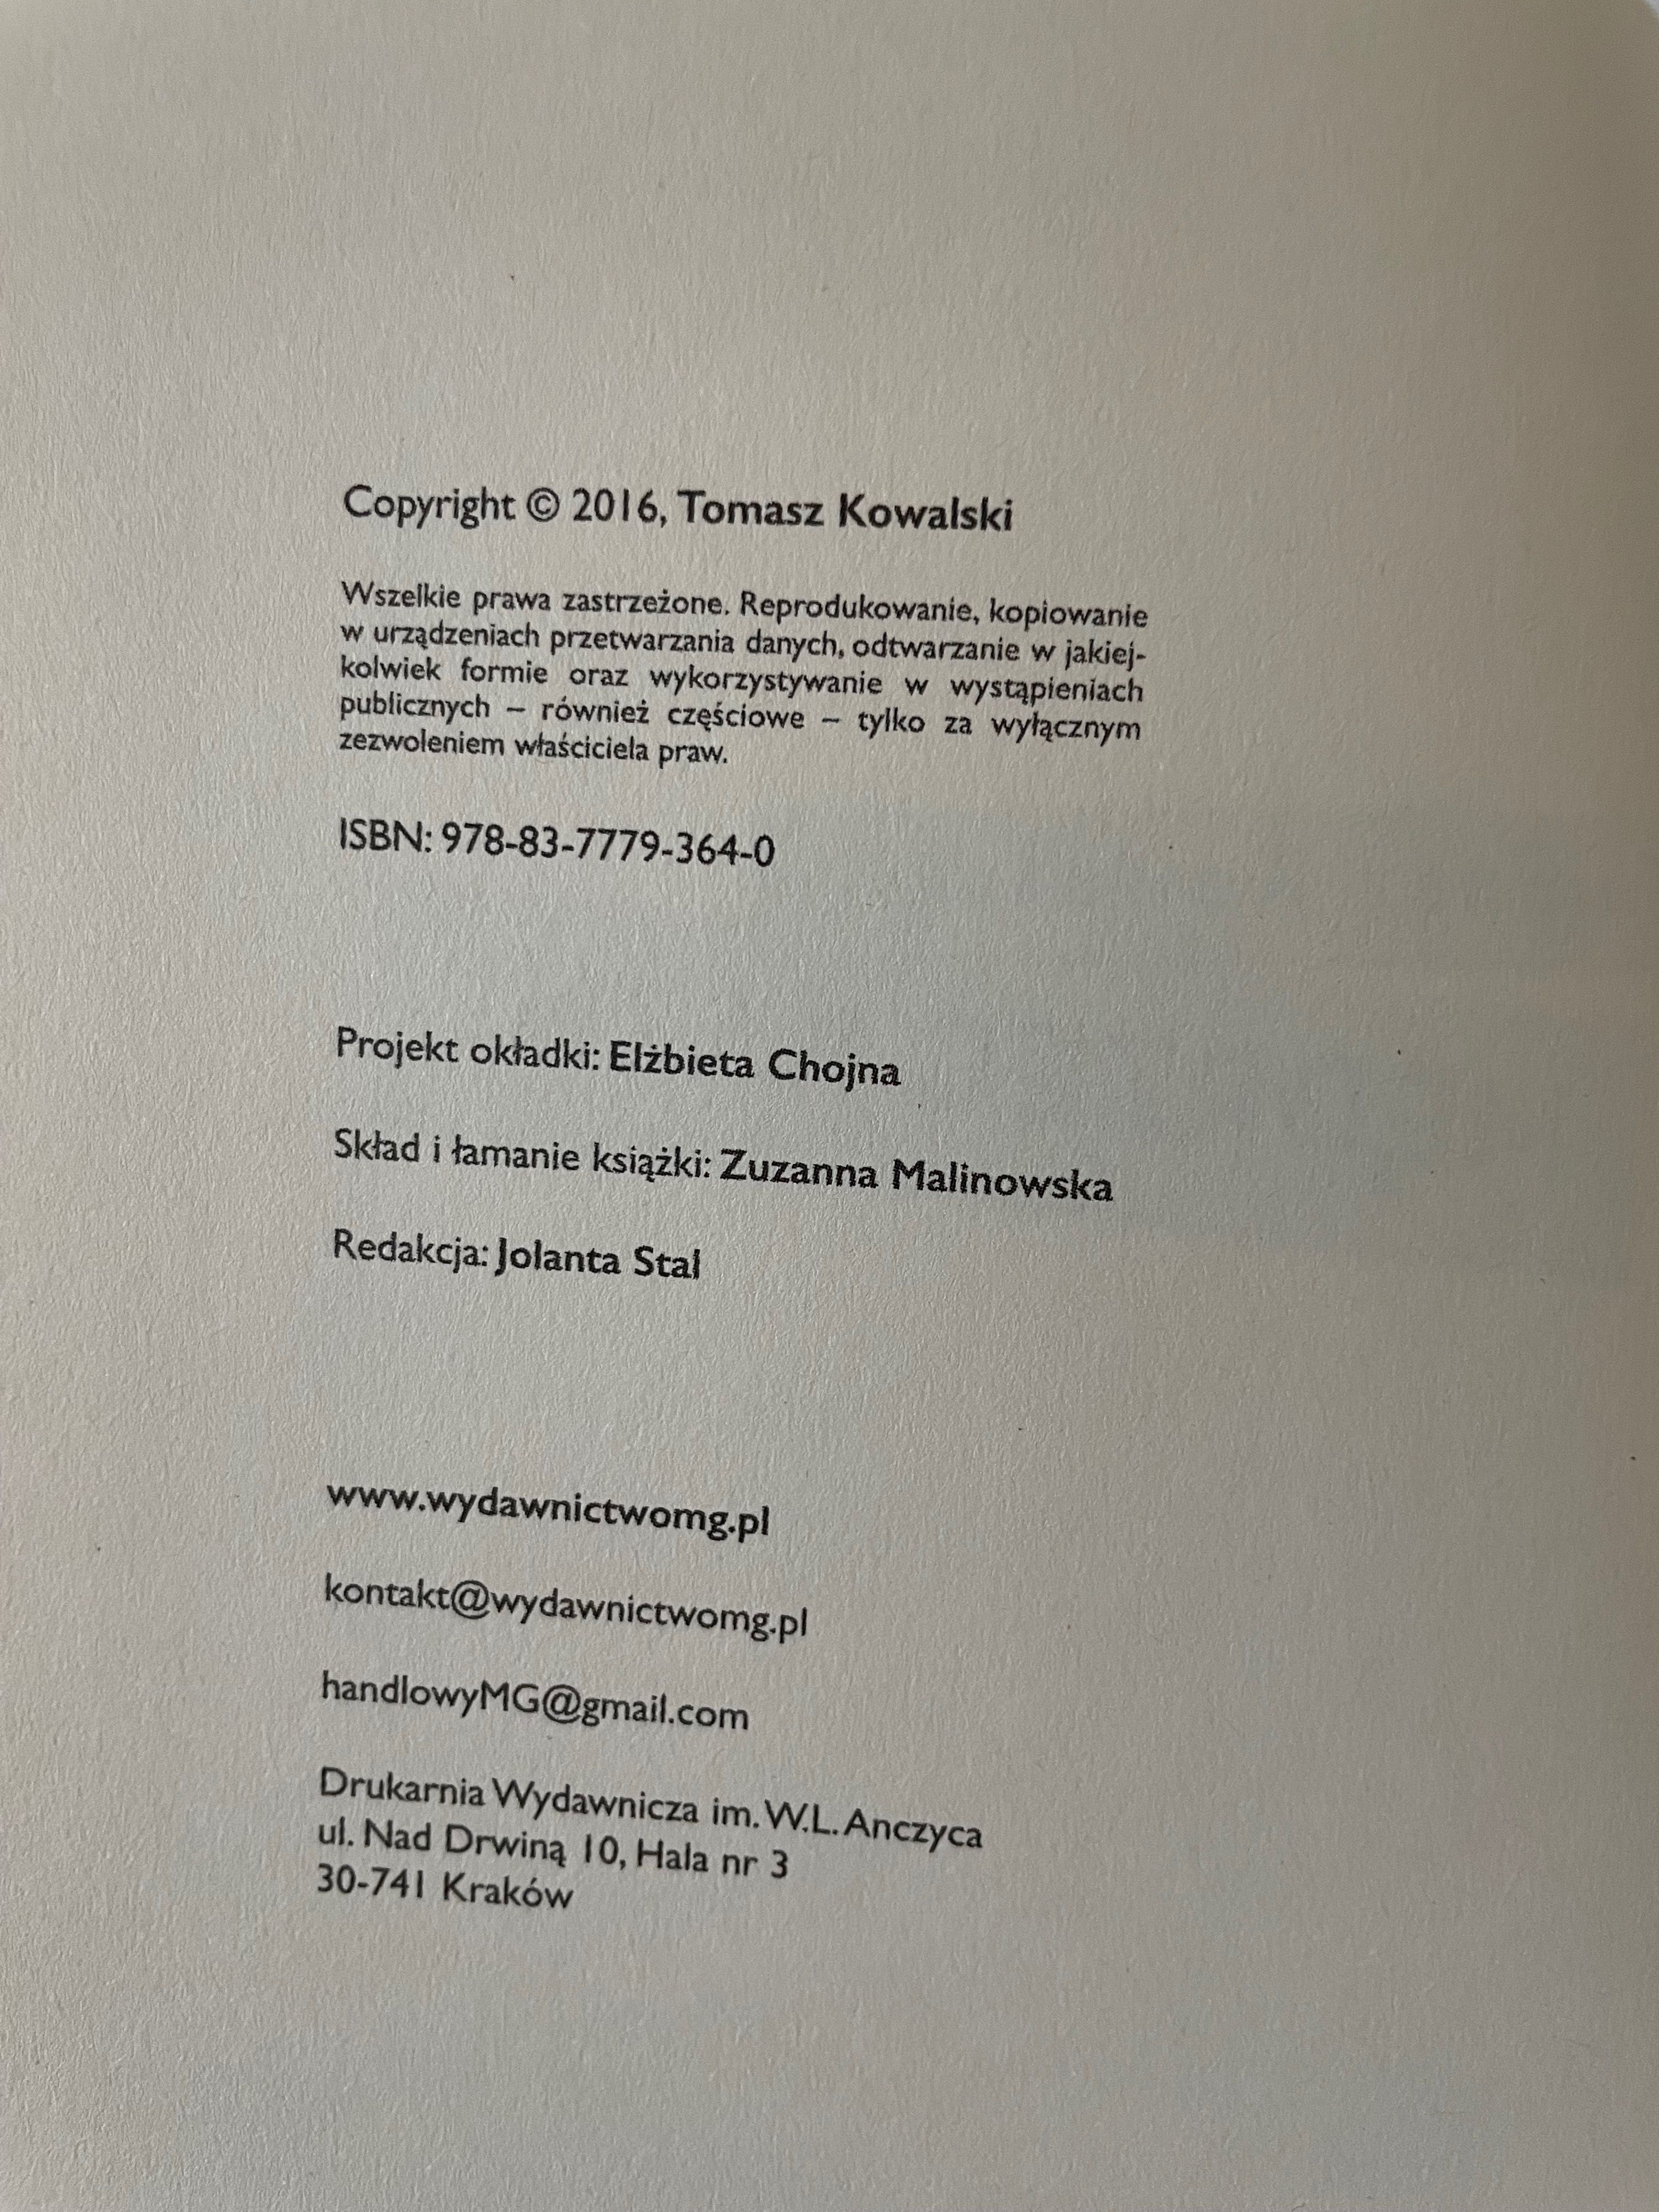 Copyright © 2016, Tomasz Kowalski
Wszelkie prawa zastrzeżone. Reprodukowanie, kopiowanie
w urządzeniach przetwarzania danych, odtwarzanie w jakiej-
kolwiek formie oraz wykorzystywanie w wystąpieniach
publicznych – również częściowe – tylko za wyłącznym
zezwoleniem właściciela praw.
ISBN: 978-83-7779-364-0
Projekt okładki: Elżbieta Chojna
Skład i łamanie książki: Zuzanna Malinowska
Redakcja: Jolanta Stal
www.wydawnictwomg.pl
kontakt@wydawnictwomg.pl
handlowyMG@gmail.com
Drukarnia Wydawnicza im. W.L. Anczyca
ul. Nad Drwiną 10, Hala nr 3
30-741 Kraków